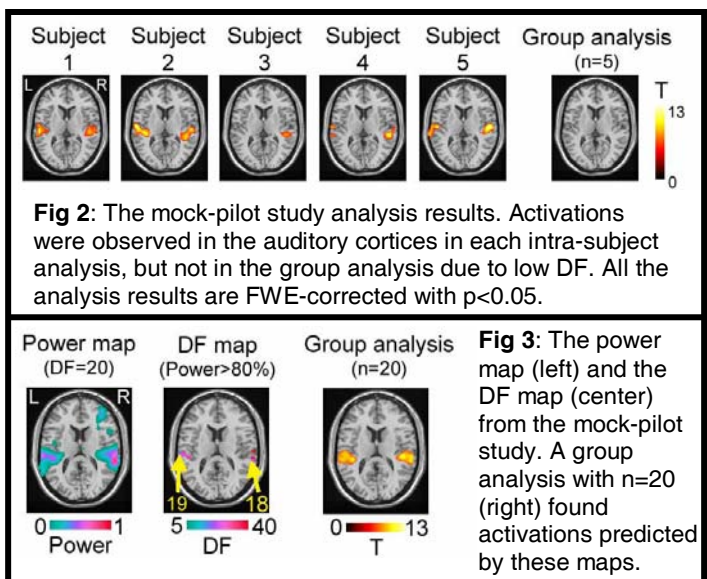 Subject Subject Subject Subject Subject Group analysis
1 2 3 4 5 (n=5)
L R T
13
0
Fig 2: The mock-pilot study analysis results. Activations
were observed in the auditory cortices in each intra-subject
analysis, but not in the group analysis due to low DF. All the
analysis results are FWE-corrected with p<0.05.
Power map DF map Group analysis
(DF=20) (Power>80%) (n=20)
L R
19 18
0 1 5 40 0 13
Power DF T
Fig 3: The power
map (left) and the
DF map (center)
from the mock-pilot
study. A group
analysis with n=20
(right) found
activations predicted
by these maps.